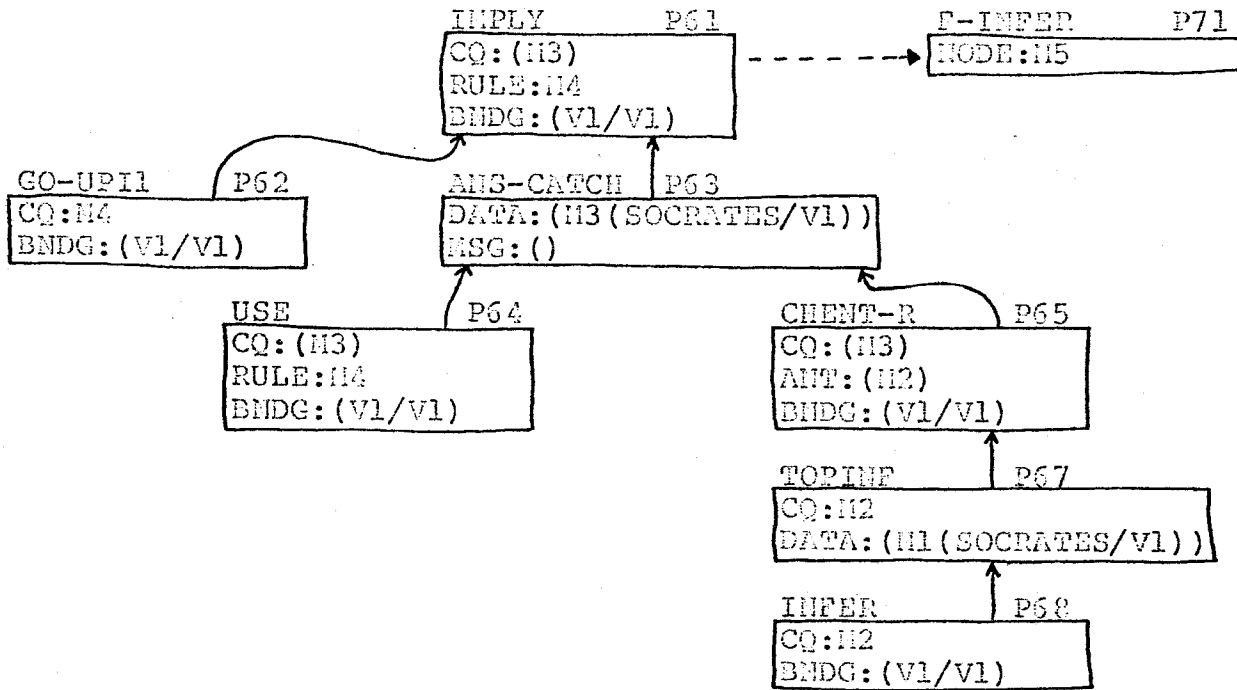 IMPLY P61
CQ:(M3)
RULE:M4
BNDG:(V1/V1)
F-INFER P71
NODE:M5
GO-UPI1 P62
CQ:M4
BNDG:(V1/V1)
ANS-CATCH P63
DATA:(M3(SOCRATES/V1))
MSG:()
USE P64
CQ:(M3)
RULE:M4
BNDG:(V1/V1)
CHENT-R P65
CQ:(M3)
ANT:(M2)
BNDG:(V1/V1)
TOPINF P67
CQ:M2
DATA:(M1(SOCRATES/V1))
INFER P68
CQ:M2
BNDG:(V1/V1)